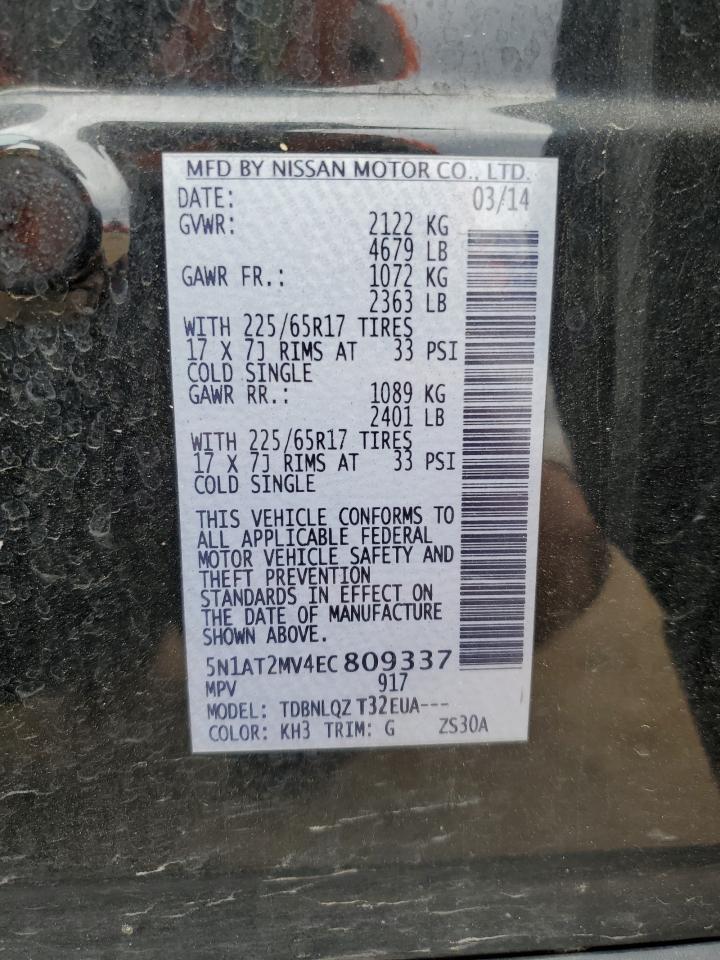 MFD BY NISSAN MOTOR CO., LTD.
DATE: 03/14
GVWR: 2122 KG
4679 LB
GAWR FR.: 1072 KG
2363 LB
WITH 225/65R17 TIRES
17 X 7J RIMS AT 33 PSI
COLD SINGLE
GAWR RR.: 1089 KG
2401 LB
WITH 225/65R17 TIRES
17 X 7J RIMS AT 33 PSI
COLD SINGLE
THIS VEHICLE CONFORMS TO
ALL APPLICABLE FEDERAL
MOTOR VEHICLE SAFETY AND
THEFT PREVENTION
STANDARDS IN EFFECT ON
THE DATE OF MANUFACTURE
SHOWN ABOVE.
5N1AT2MV4EC809337
MPV 917
MODEL: TDBNLQZ T32EUA---
COLOR: KH3 TRIM: G ZS30A